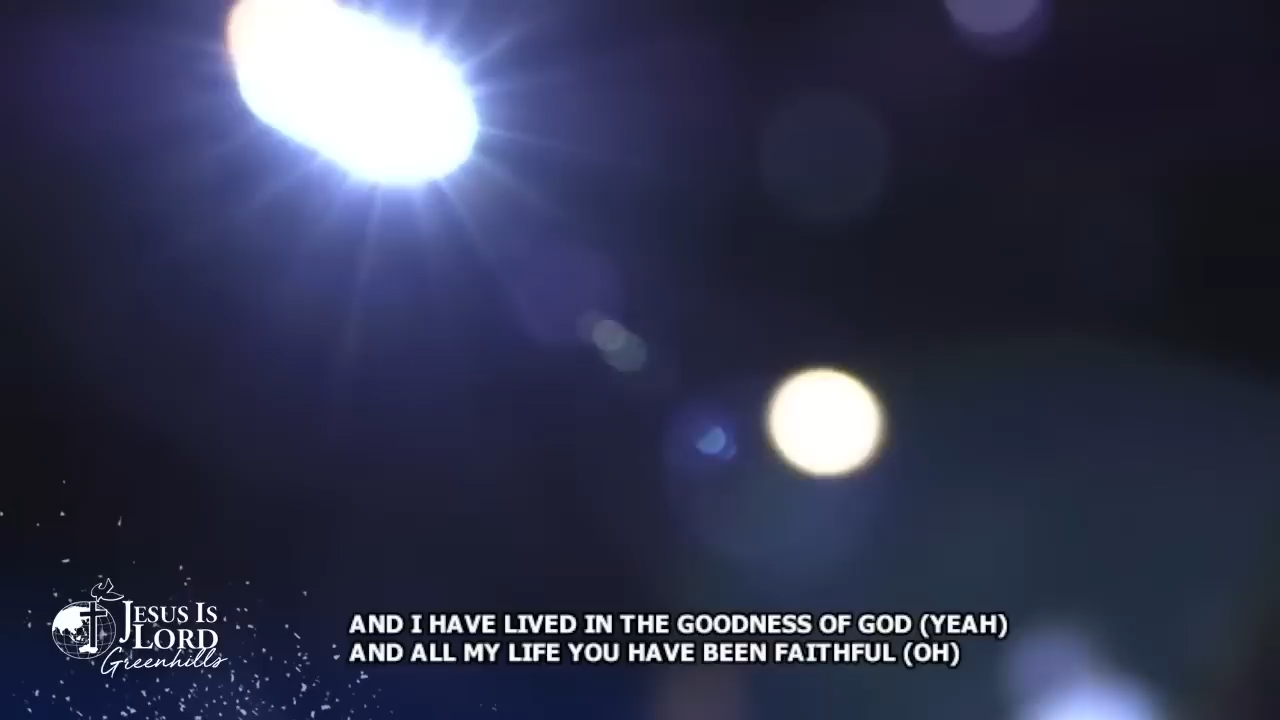 JESUS IS
LORD
Greenhills
AND I HAVE LIVED IN THE GOODNESS OF GOD (YEAH)
AND ALL MY LIFE YOU HAVE BEEN FAITHFUL (OH)